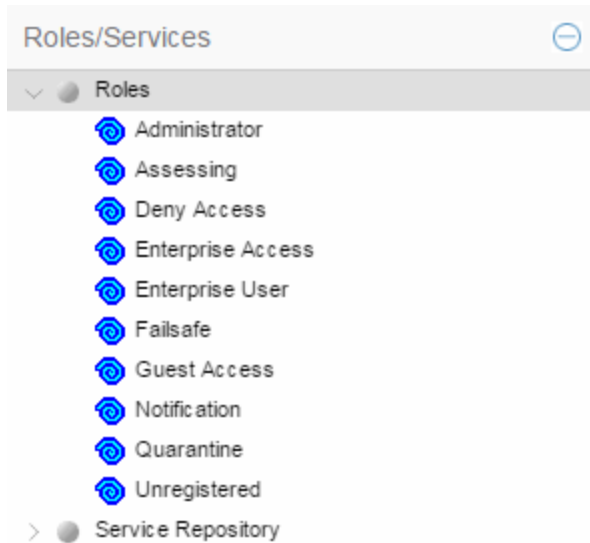 Roles/Services
Roles
Administrator
Assessing
Deny Access
Enterprise Access
Enterprise User
Failsafe
Guest Access
Notification
Quarantine
Unregistered
Service Repository